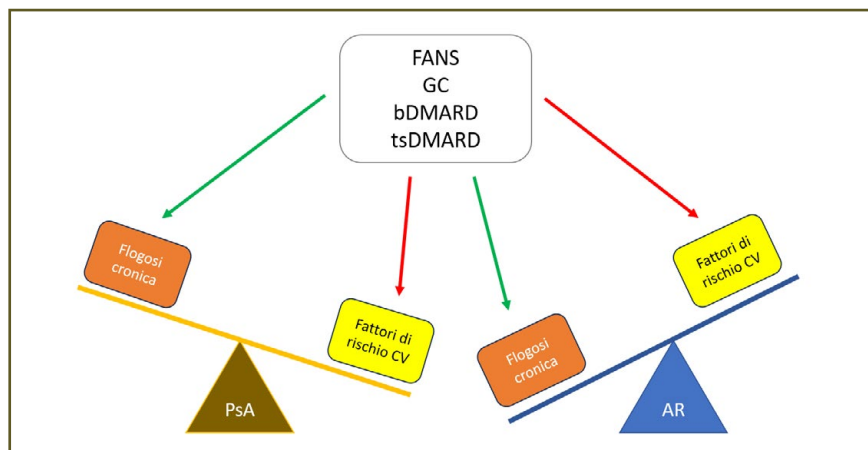 FANS
GC
bDMARD
tsDMARD
Flogosi
cronica
Fattori di
rischio CV
PsA
Flogosi
cronica
Fattori di
rischio CV
AR